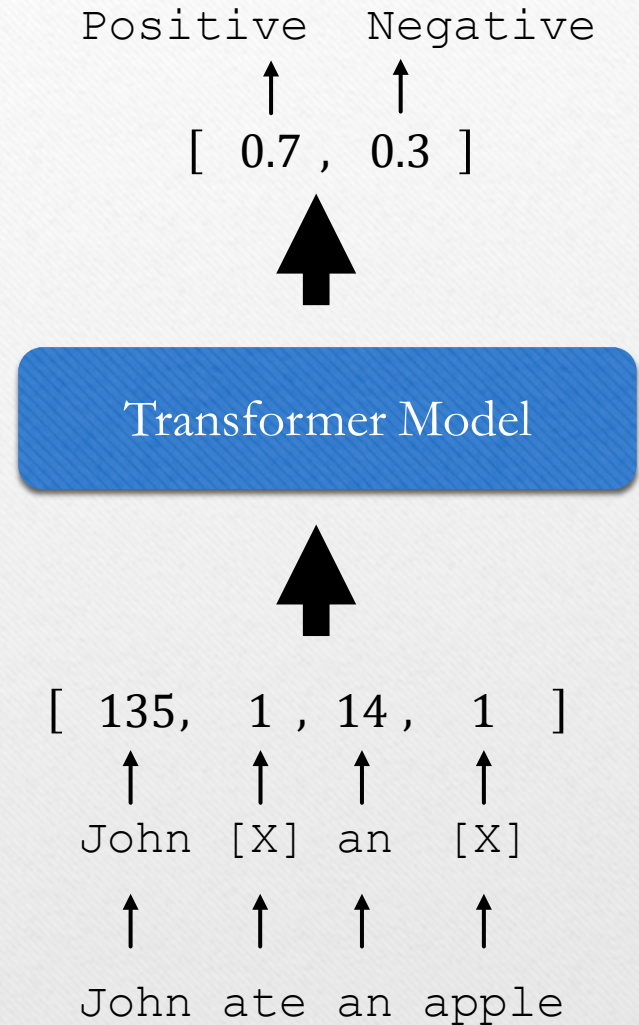 Positive Negative
[ 0.7 , 0.3 ]
Transformer Model
[ 135, 1 , 14 , 1 ]
John [X] an [X]
John ate an apple